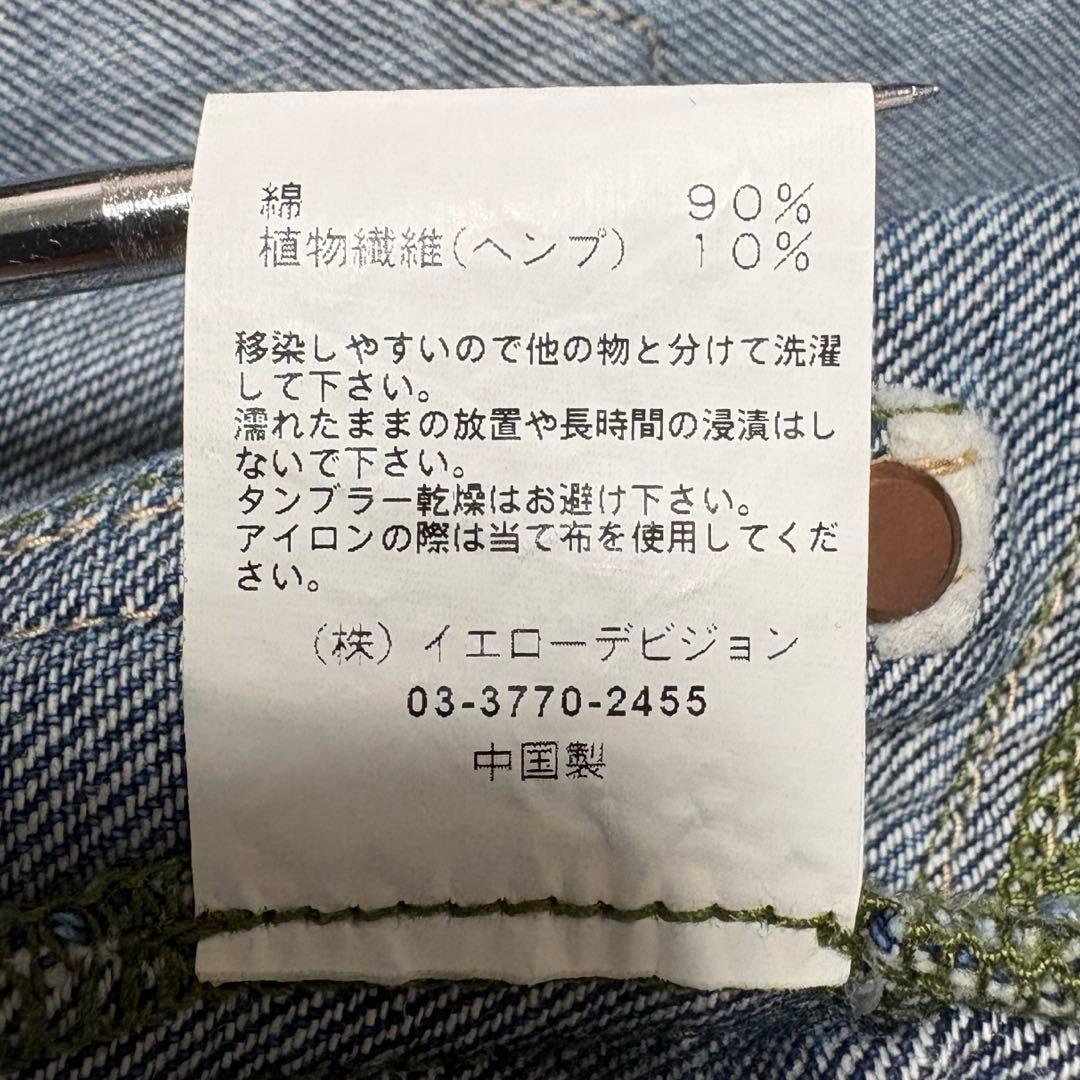 綿 90%
植物繊維(ヘンプ) 10%
移染しやすいので他の物と分けて洗濯
して下さい。
濡れたままの放置や長時間の浸漬はし
ないで下さい。
タンブラー乾燥はお避け下さい。
アイロンの際は当て布を使用してくだ
さい。
(株)イエローデビジョン
03-3770-2455
中国製